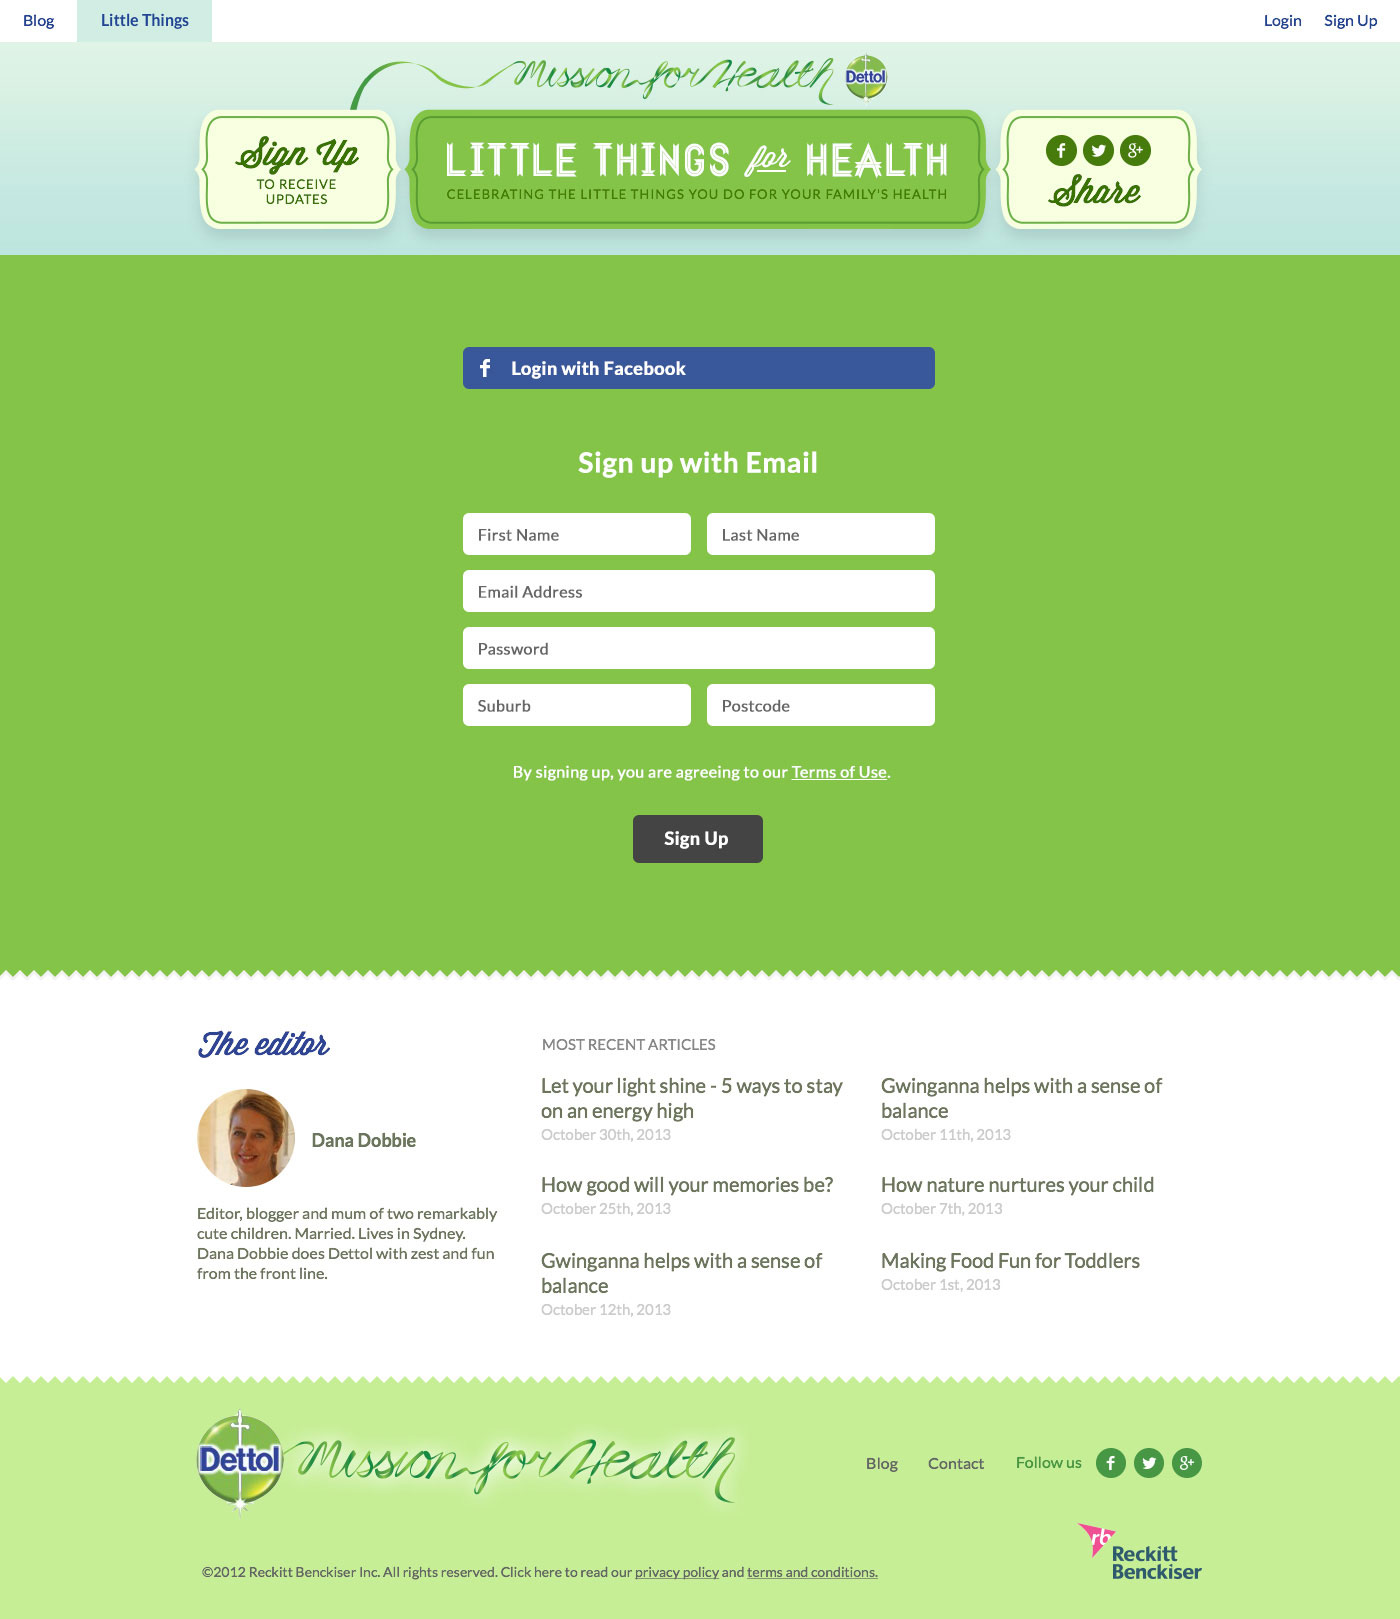 Blog
Little Things
Login
Sign Up
Mission for Health
Dettol
Sign Up
TO RECEIVE
UPDATES
LITTLE THINGS for HEALTH
CELEBRATING THE LITTLE THINGS YOU DO FOR YOUR FAMILY'S HEALTH
Share
Login with Facebook
Sign up with Email
First Name
Last Name
Email Address
Password
Suburb
Postcode
By signing up, you are agreeing to our Terms of Use.
Sign Up
The editor
Dana Dobbie
Editor, blogger and mum of two remarkably
cute children. Married. Lives in Sydney.
Dana Dobbie does Dettol with zest and fun
from the front line.
MOST RECENT ARTICLES
Let your light shine - 5 ways to stay
on an energy high
October 30th, 2013
How good will your memories be?
October 25th, 2013
Gwinganna helps with a sense of
balance
October 12th, 2013
Gwinganna helps with a sense of
balance
October 11th, 2013
How nature nurtures your child
October 7th, 2013
Making Food Fun for Toddlers
October 1st, 2013
Dettol
Mission for Health
Blog
Contact
Follow us
rb
Reckitt
Benckiser
©2012 Reckitt Benckiser Inc. All rights reserved. Click here to read our privacy policy and terms and conditions.